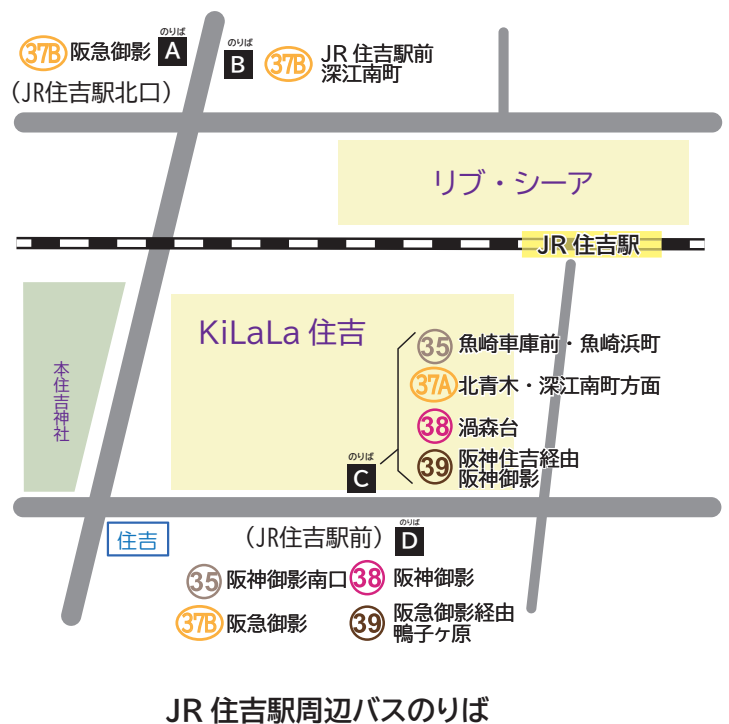 のりば
37B 阪急御影 A
(JR住吉駅北口)
のりば
B 37B JR 住吉駅前
深江南町
リブ・シーア
JR 住吉駅
本住吉神社
KiLaLa 住吉
35 魚崎車庫前・魚崎浜町
37A 北青木・深江南町方面
38 渦森台
39 阪神住吉経由
阪神御影
のりば
C
住吉
のりば
(JR住吉駅前) D
35 阪神御影南口
38 阪神御影
37B 阪急御影
39 阪急御影経由
鴨子ヶ原
JR 住吉駅周辺バスのりば